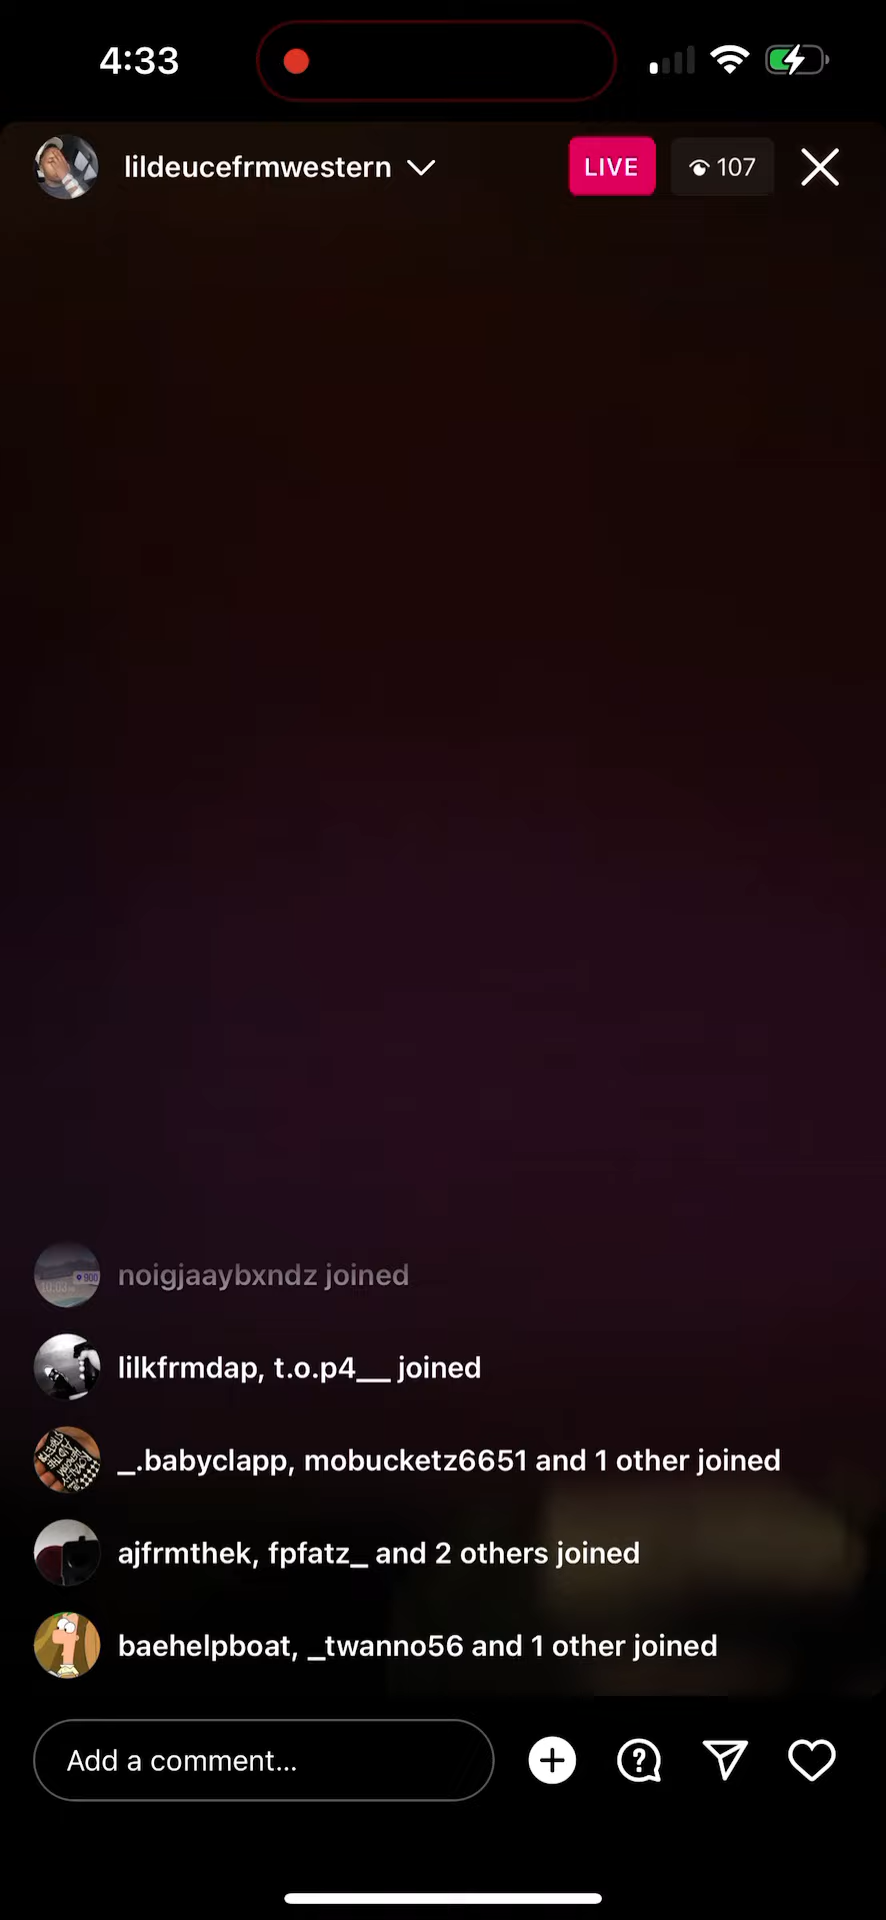 4:33
lildeucefrmwestern
LIVE
107
noigjaaybxndz joined
lilkfrmdap, t.o.p4__ joined
_.babyclapp, mobucketz6651 and 1 other joined
ajfrmthek, fpfatz_ and 2 others joined
baehelpboat, _twanno56 and 1 other joined
Add a comment...